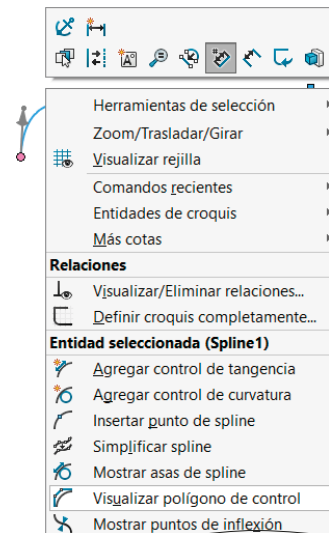 Herramientas de selección
Zoom/Trasladar/Girar
Visualizar rejilla
Comandos recientes
Entidades de croquis
Más cotas
Relaciones
Visualizar/Eliminar relaciones...
Definir croquis completamente...
Entidad seleccionada (Spline1)
Agregar control de tangencia
Agregar control de curvatura
Insertar punto de spline
Simplificar spline
Mostrar asas de spline
Visualizar polígono de control
Mostrar puntos de inflexión